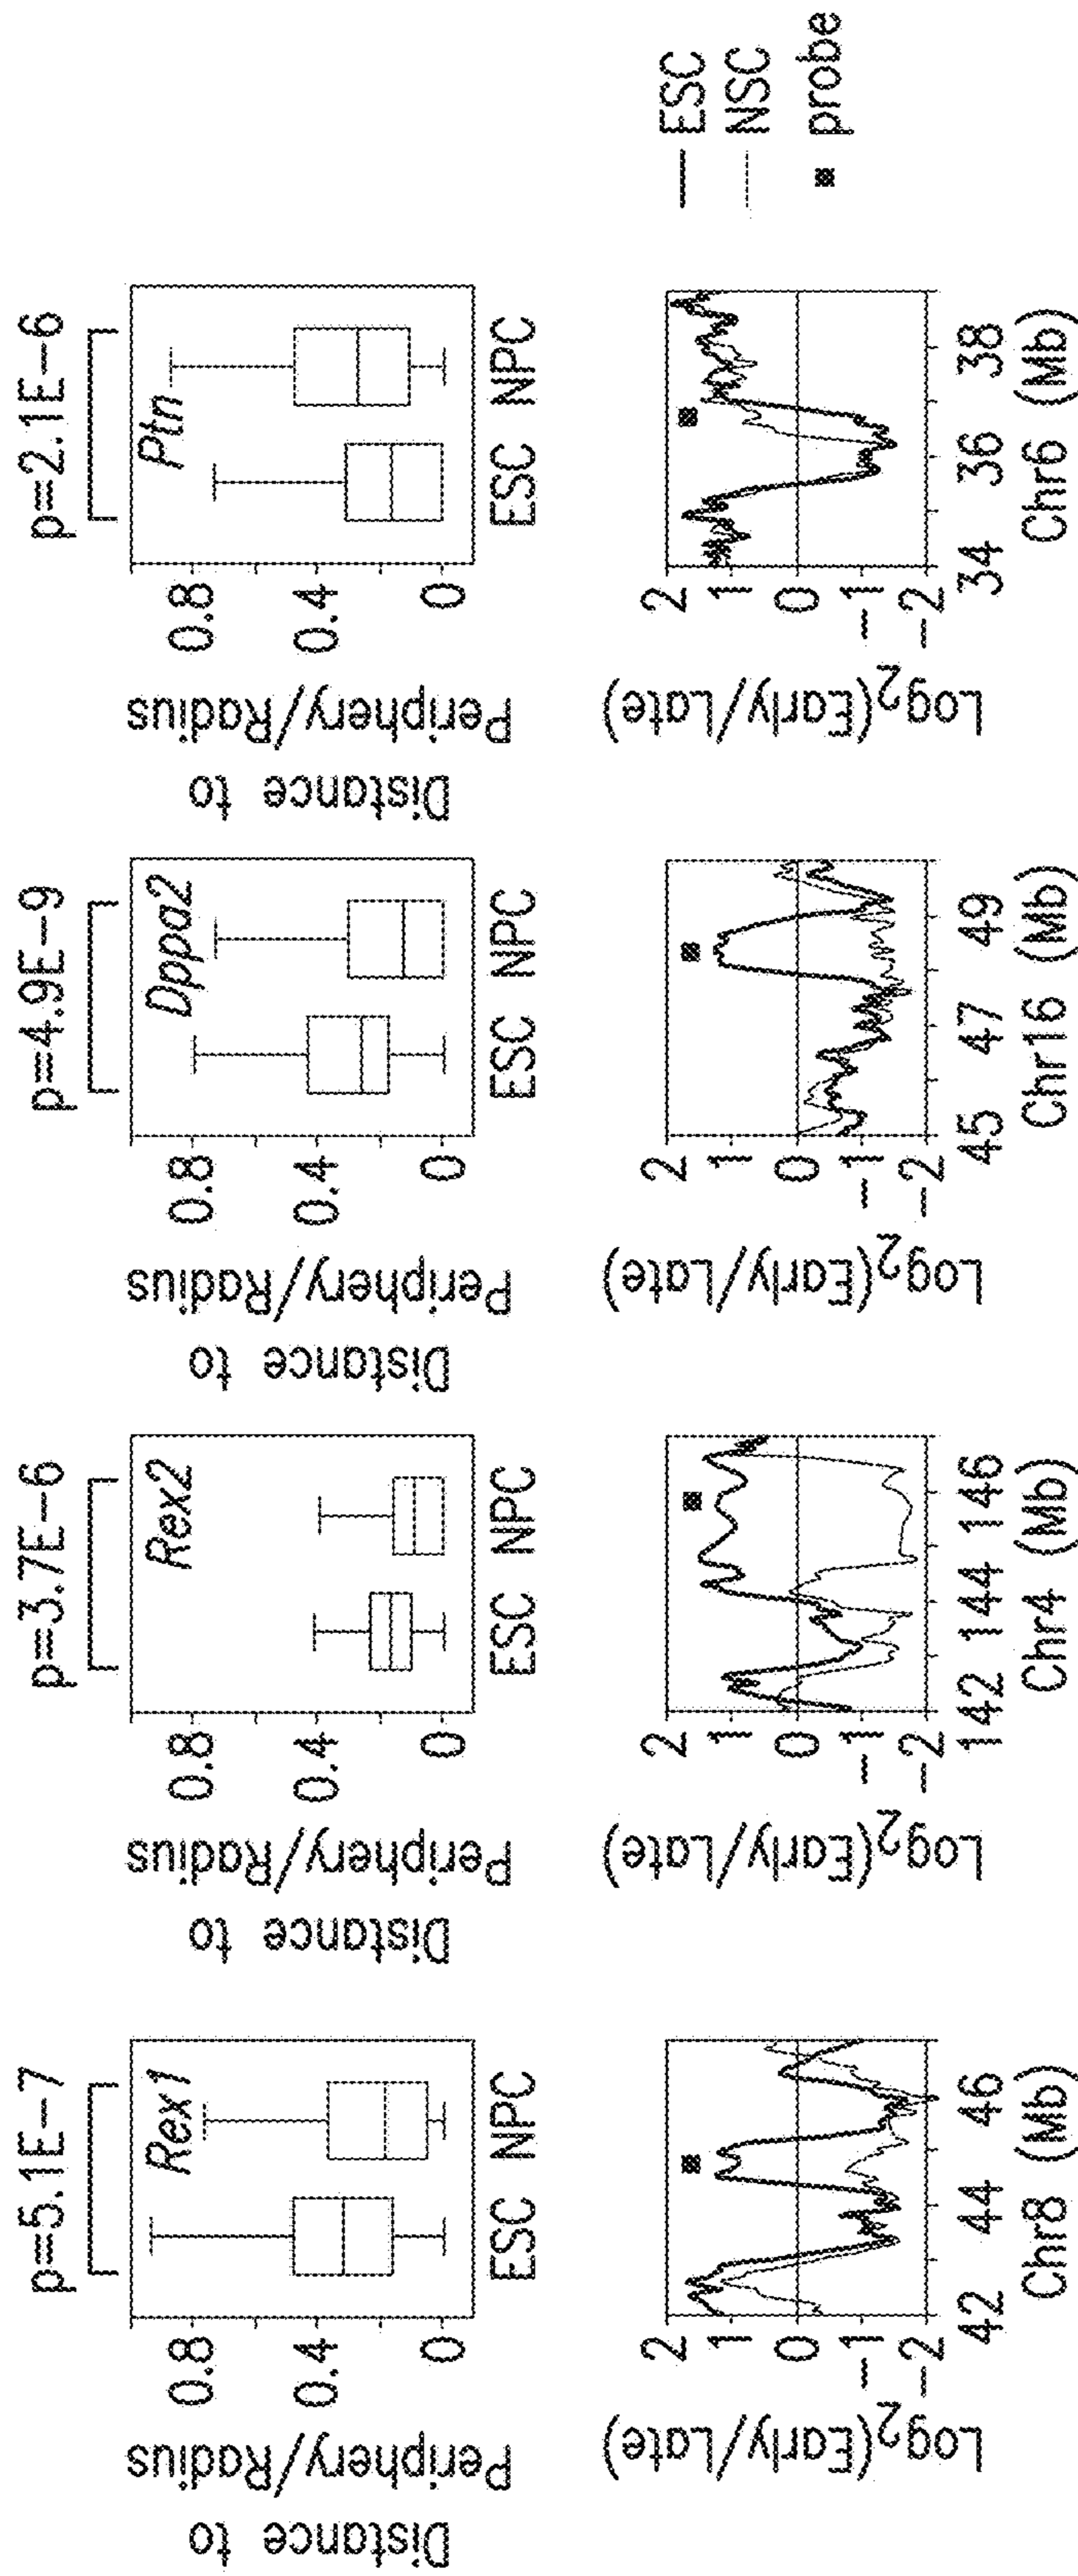 p=5.1E-7
Distance to
Periphery/Radius
0.8
0.4
0
Rex1
ESC NPC
Log2(Early/Late)
2
1
0
-1
-2
42 44 46
Chr8 (Mb)
p=3.7E-6
Distance to
Periphery/Radius
0.8
0.4
0
Rex2
ESC NPC
Log2(Early/Late)
2
1
0
-1
-2
142 144 146
Chr4 (Mb)
p=4.9E-9
Distance to
Periphery/Radius
0.8
0.4
0
Dppa2
ESC NPC
Log2(Early/Late)
2
1
0
-1
-2
45 47 49
Chr16 (Mb)
p=2.1E-6
Distance to
Periphery/Radius
0.8
0.4
0
Ptn
ESC NPC
Log2(Early/Late)
2
1
0
-1
-2
34 36 38
Chr6 (Mb)
ESC
NSC
probe